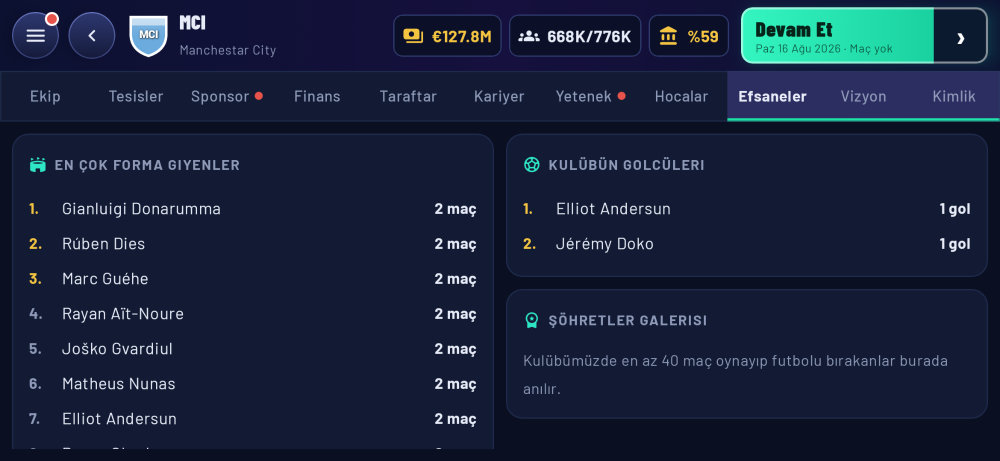 MCI
MCI
Manchestar City
€127.8M
668K/776K
%59
Devam Et
Paz 16 Ağu 2026 · Maç yok
Ekip
Tesisler
Sponsor
Finans
Taraftar
Kariyer
Yetenek
Hocalar
Efsaneler
Vizyon
Kimlik
EN ÇOK FORMA GIYENLER
1. Gianluigi Donarumma 2 maç
2. Rúben Dies 2 maç
3. Marc Guéhe 2 maç
4. Rayan Aït-Noure 2 maç
5. Joško Gvardiul 2 maç
6. Matheus Nunas 2 maç
7. Elliot Andersun 2 maç
KULÜBÜN GOLCÜLERI
1. Elliot Andersun 1 gol
2. Jérémy Doko 1 gol
ŞÖHRETLER GALERISI
Kulübümüzde en az 40 maç oynayıp futbolu bırakanlar burada
anılır.